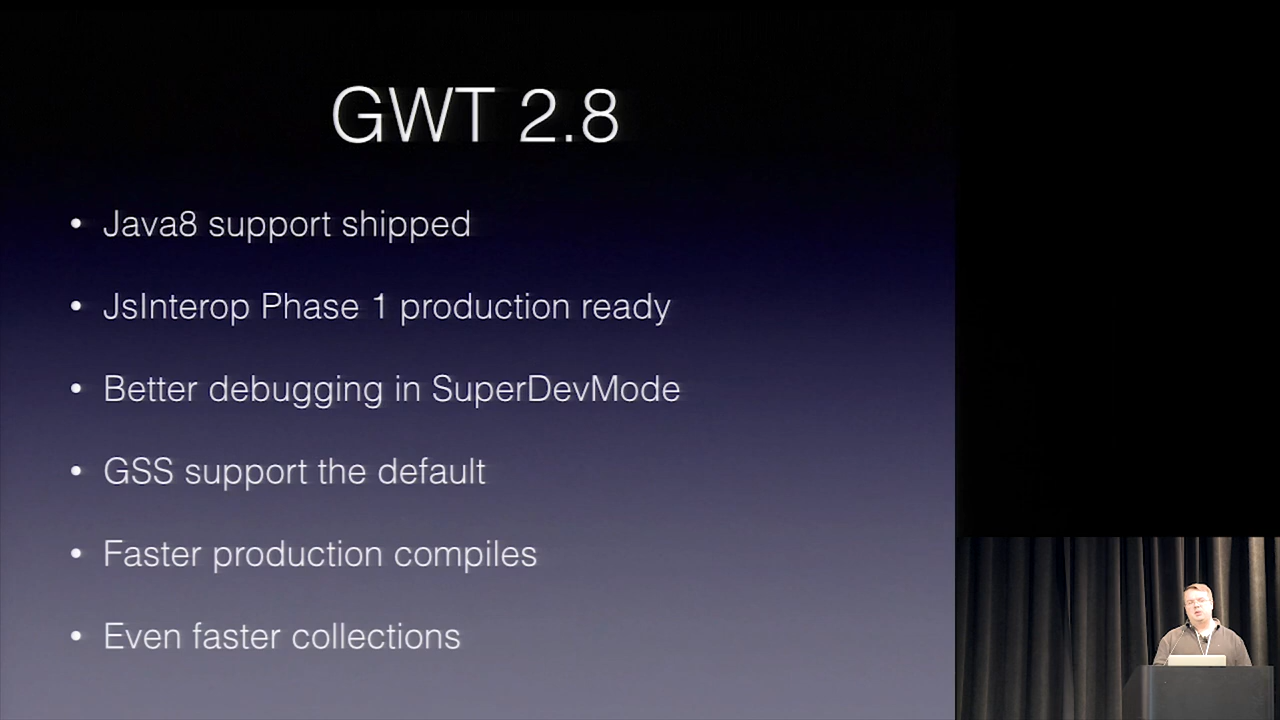 GWT 2.8
• Java8 support shipped
• JsInterop Phase 1 production ready
• Better debugging in SuperDevMode
• GSS support the default
• Faster production compiles
• Even faster collections